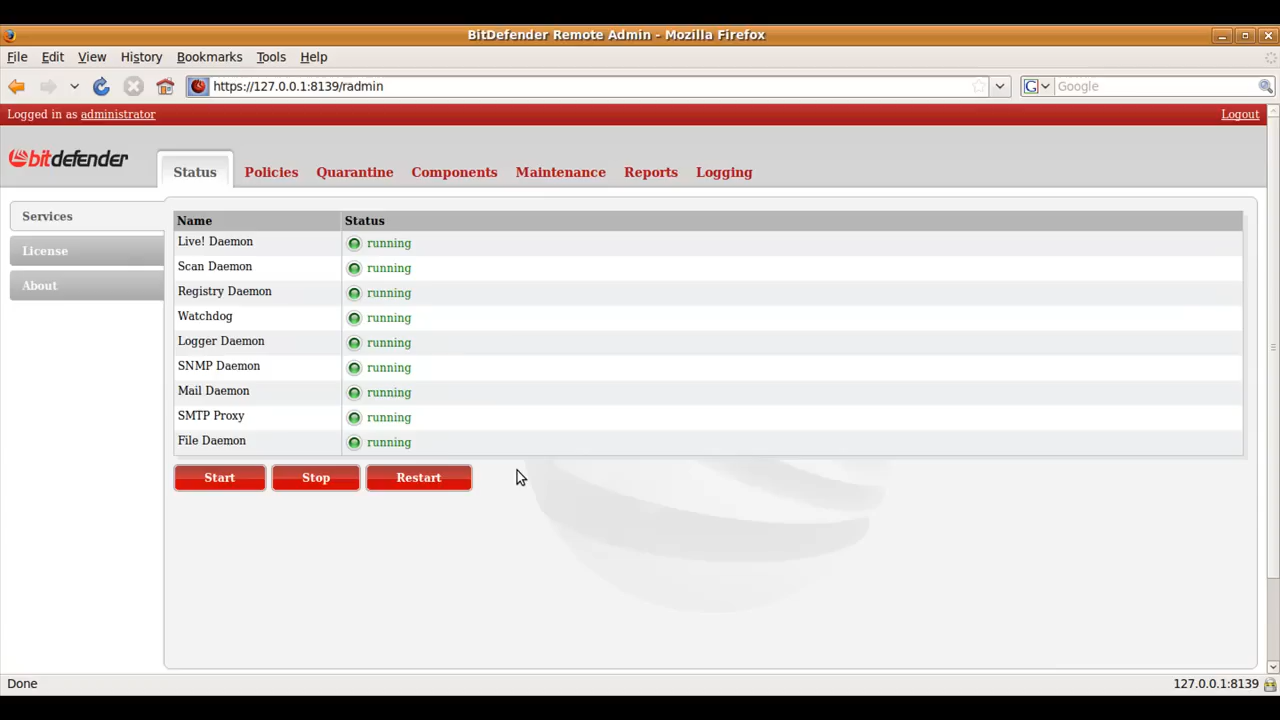 BitDefender Remote Admin - Mozilla Firefox
File Edit View History Bookmarks Tools Help
https://127.0.0.1:8139/radmin
Google
Logged in as administrator
Logout
bitdefender
Status Policies Quarantine Components Maintenance Reports Logging
Services
License
About
Name Status
Live! Daemon running
Scan Daemon running
Registry Daemon running
Watchdog running
Logger Daemon running
SNMP Daemon running
Mail Daemon running
SMTP Proxy running
File Daemon running
Start Stop Restart
Done
127.0.0.1:8139